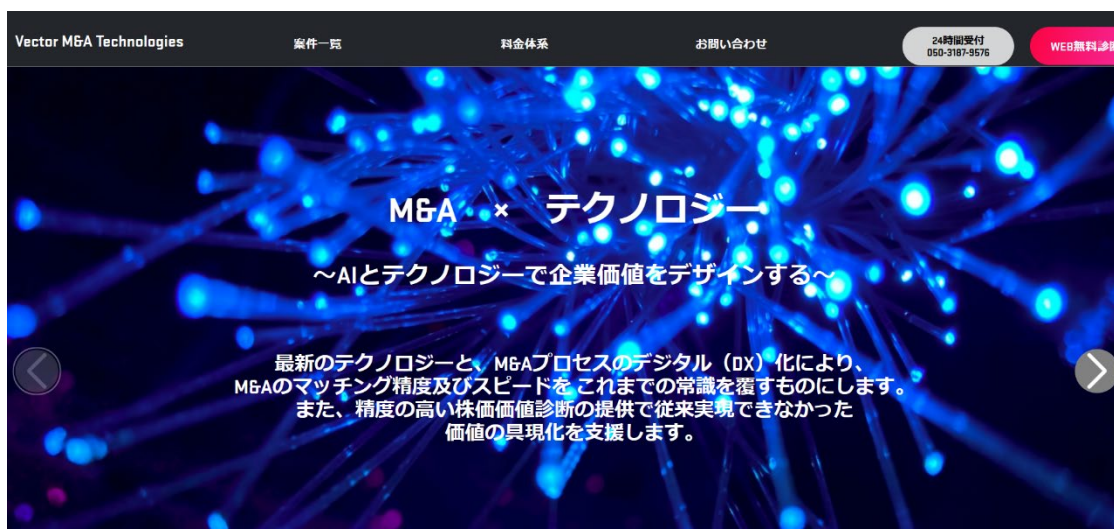 Vector M&A Technologies
案件一覧
料金体系
お問い合わせ
24時間受付
050-3187-9576
WEB無料診断
M&A × テクノロジー
～AIとテクノロジーで企業価値をデザインする～
最新のテクノロジーと、M&Aプロセスのデジタル（DX）化により、
M&Aのマッチング精度及びスピードを これまでの常識を覆すものにします。
また、精度の高い株価価値診断の提供で従来実現できなかった
価値の具現化を支援します。